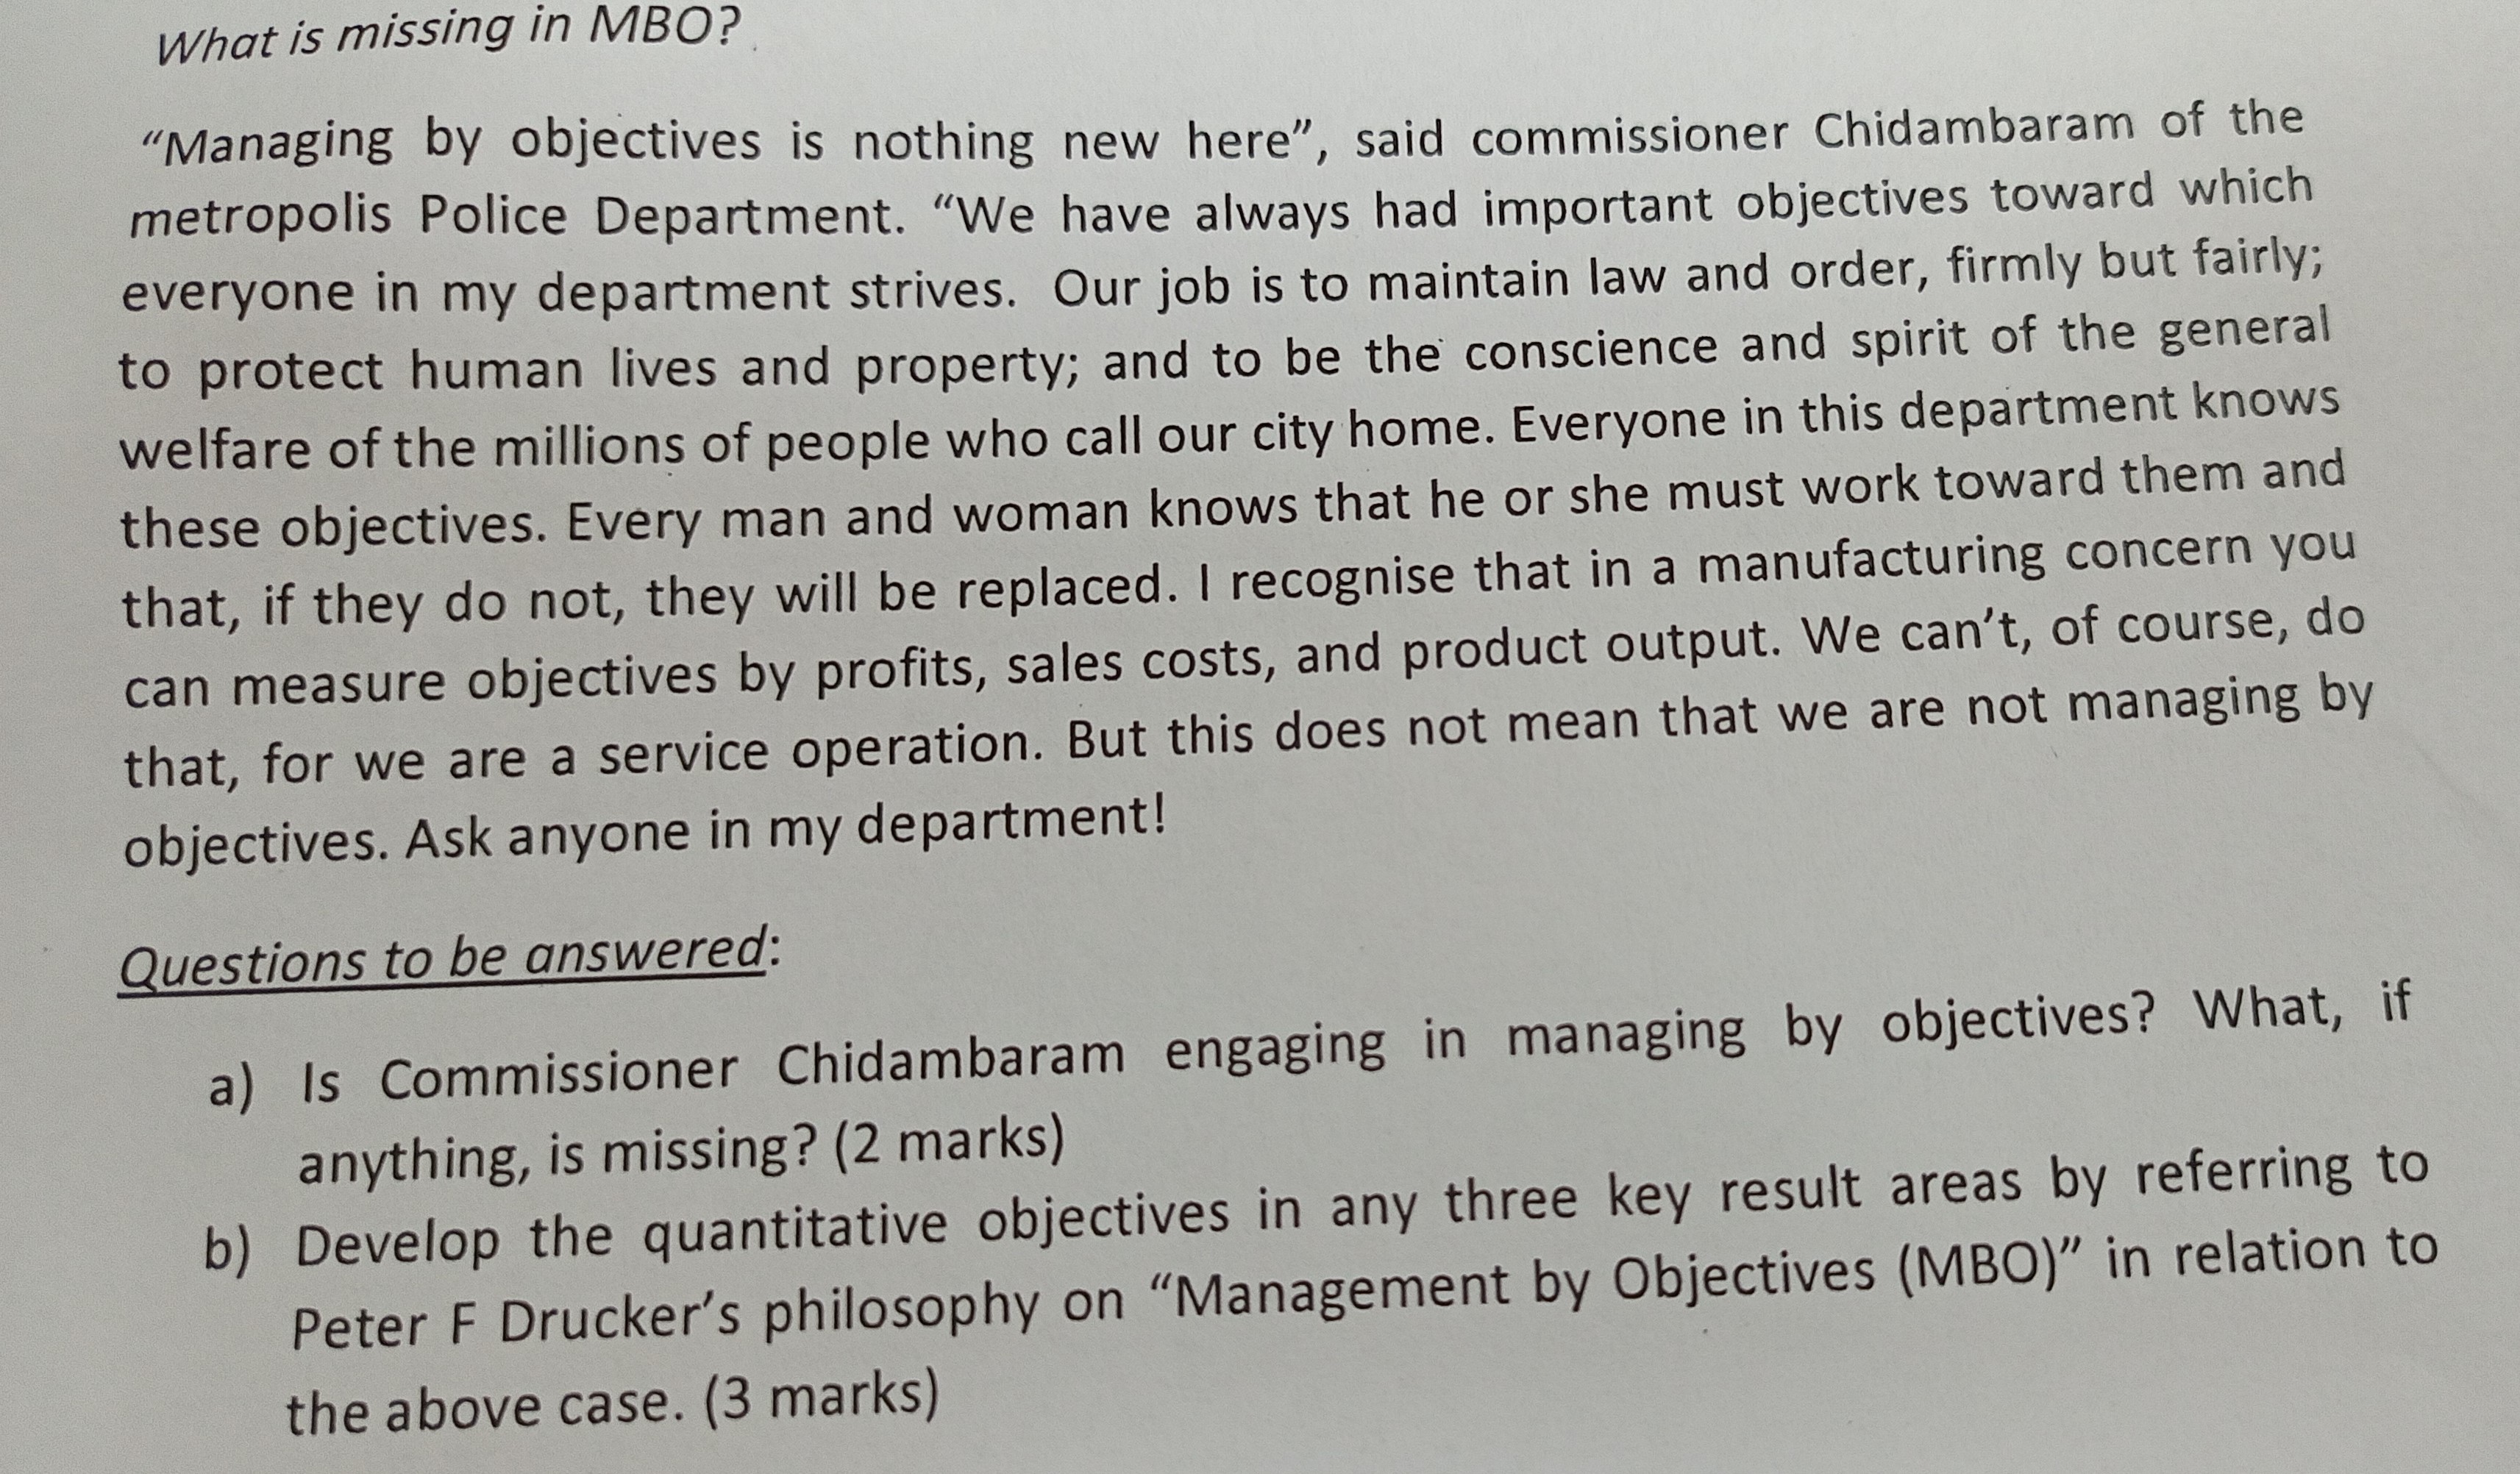 What is missing in MBO?
“Managing by objectives is nothing new here”, said commissioner Chidambaram of the
metropolis Police Department. “We have always had important objectives toward which
everyone in my department strives. Our job is to maintain law and order, firmly but fairly;
to protect human lives and property; and to be the conscience and spirit of the general
welfare of the millions of people who call our city home. Everyone in this department knows
these objectives. Every man and woman knows that he or she must work toward them and
that, if they do not, they will be replaced. I recognise that in a manufacturing concern you
can measure objectives by profits, sales costs, and product output. We can’t, of course, do
that, for we are a service operation. But this does not mean that we are not managing by
objectives. Ask anyone in my department!
Questions to be answered:
a) Is Commissioner Chidambaram engaging in managing by objectives? What, if
anything, is missing? (2 marks)
b) Develop the quantitative objectives in any three key result areas by referring to
Peter F Drucker’s philosophy on “Management by Objectives (MBO)” in relation to
the above case. (3 marks)